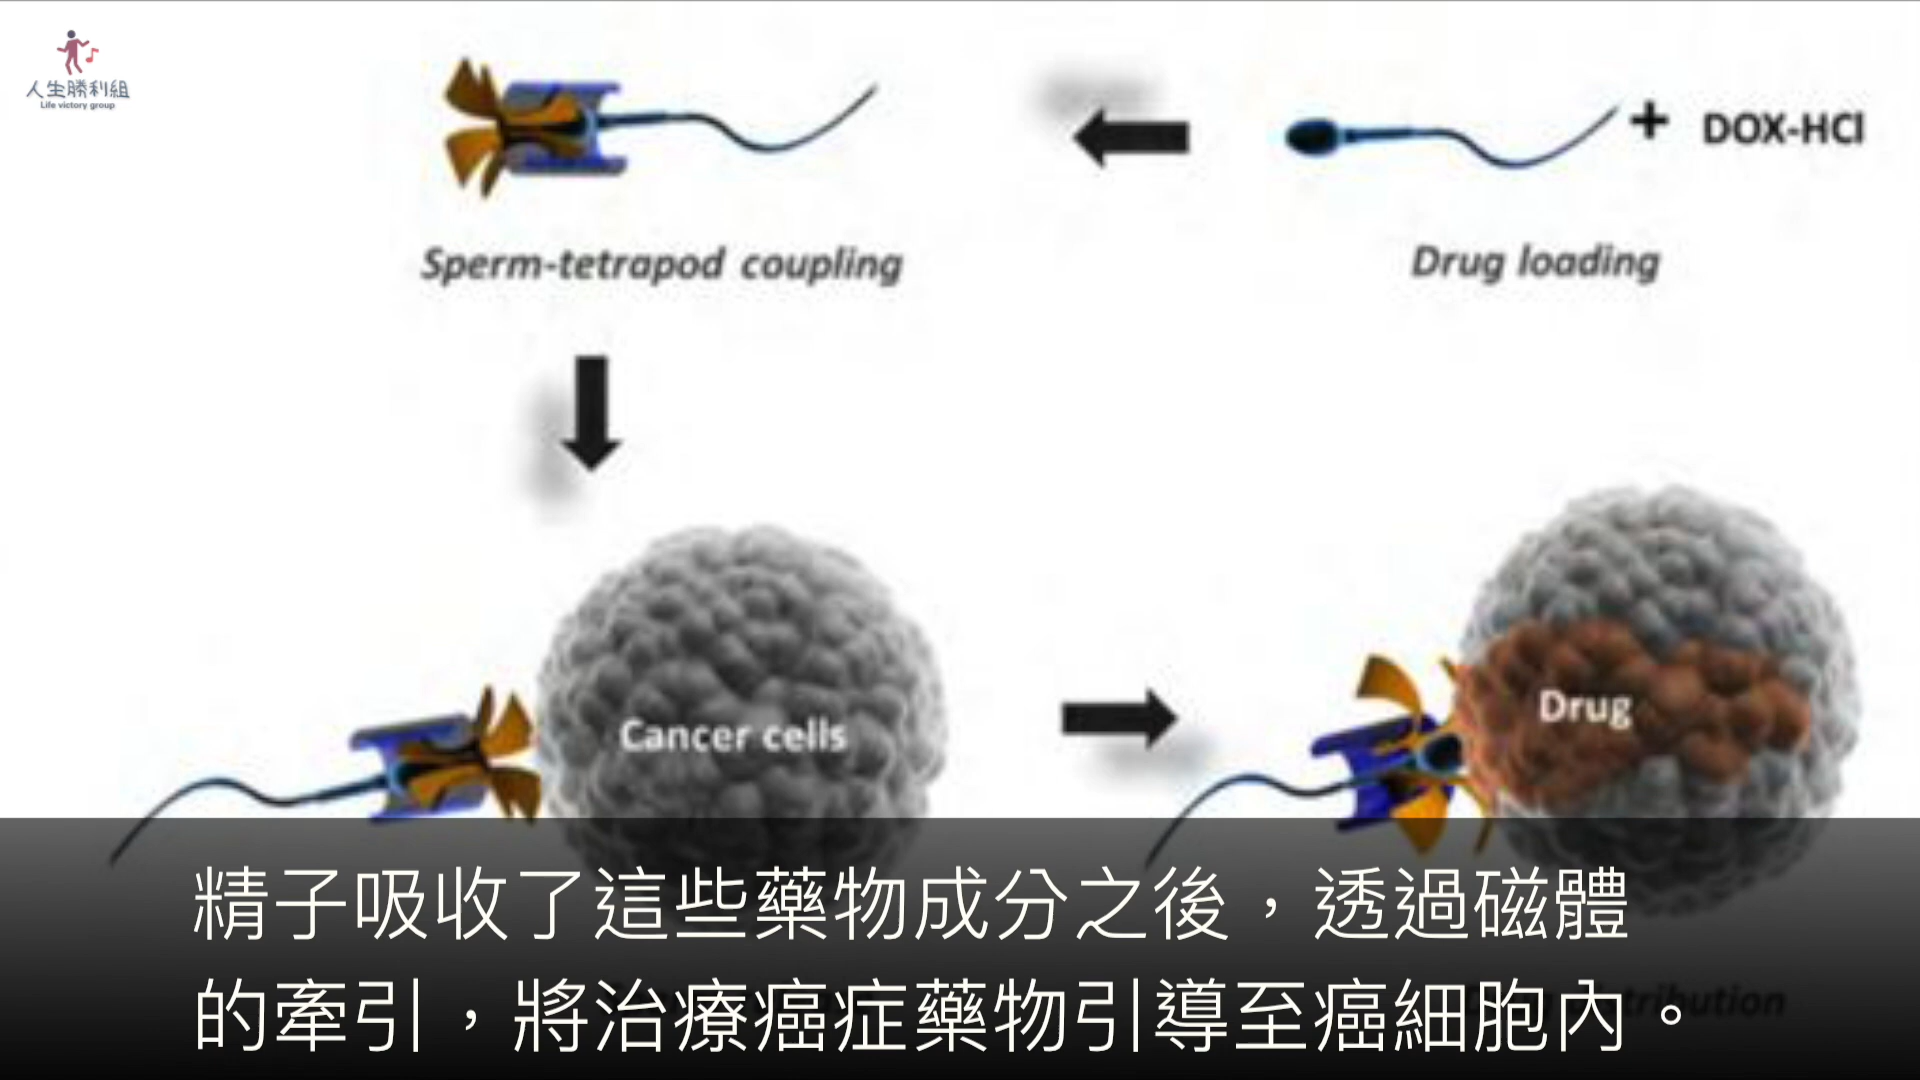 人生勝利組
Life victory group
+ DOX-HCl
Sperm-tetrapod coupling
Drug loading
Cancer cells
Drug
精子吸收了這些藥物成分之後，透過磁體
的牽引，將治療癌症藥物引導至癌細胞內。